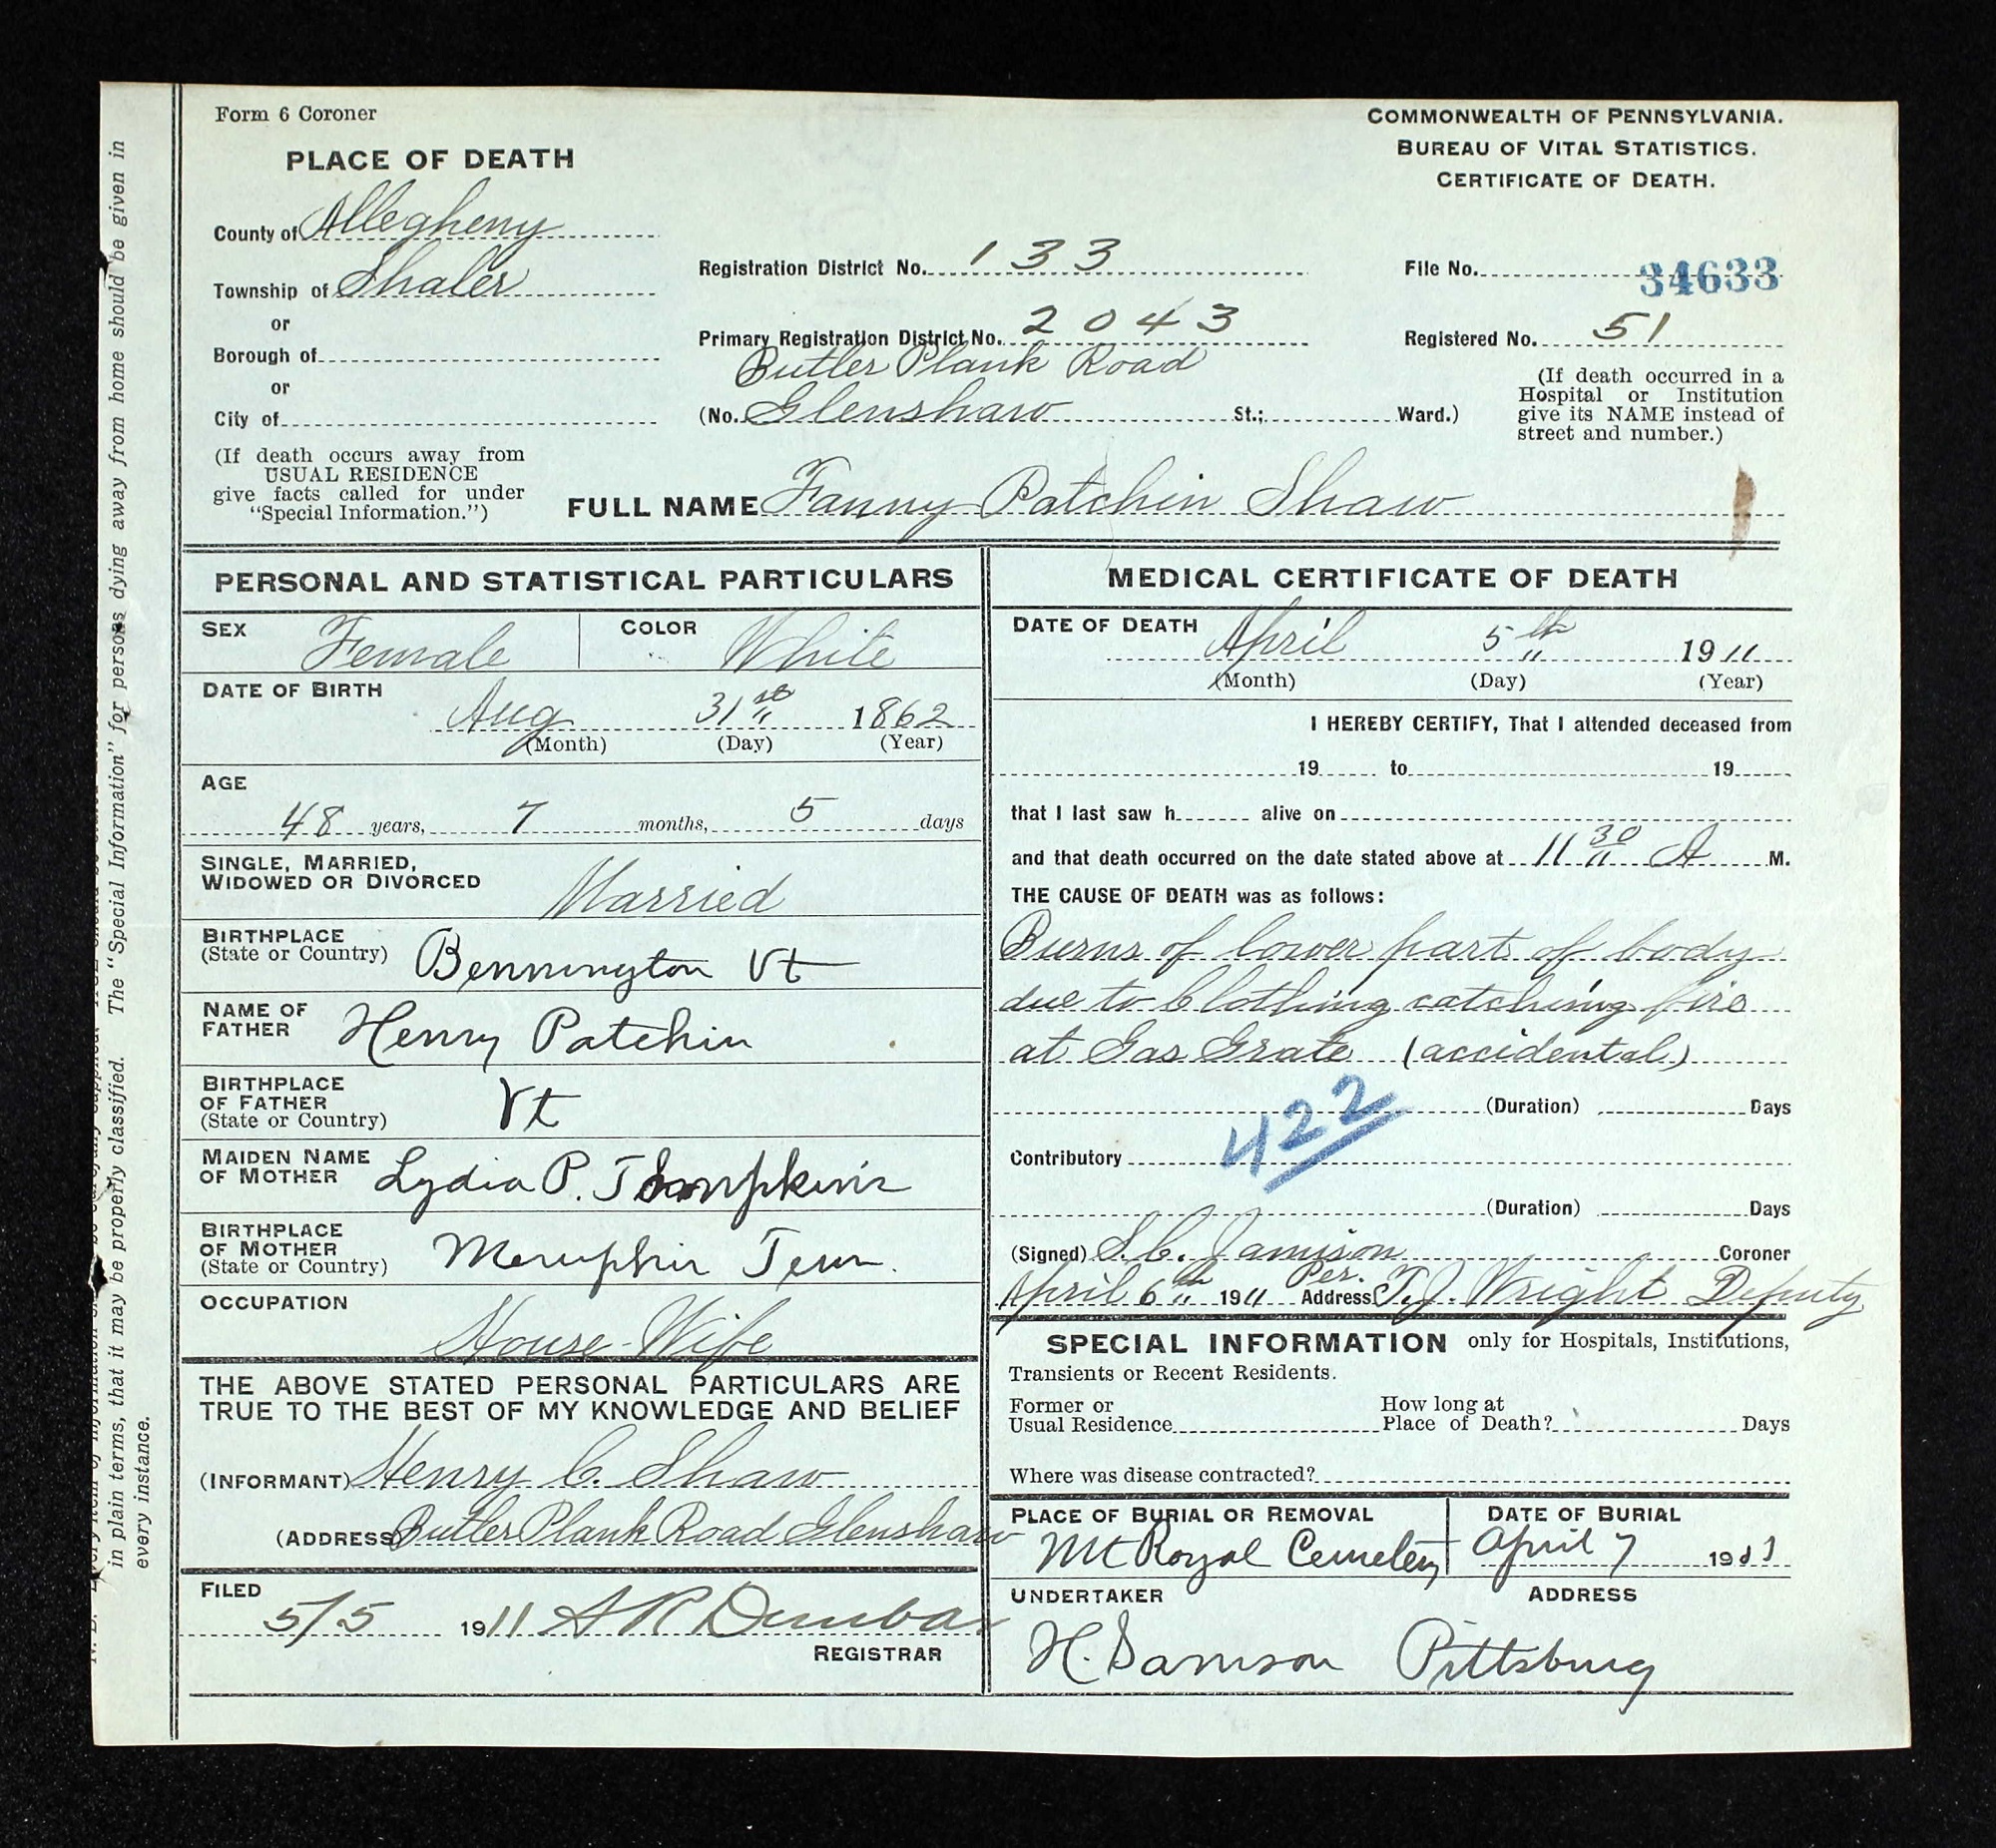 Form 6 Coroner
COMMONWEALTH OF PENNSYLVANIA.
BUREAU OF VITAL STATISTICS.
CERTIFICATE OF DEATH.
PLACE OF DEATH
County of Allegheny
Township of Shaler
or
Borough of
or
City of
(If death occurs away from
USUAL RESIDENCE
give facts called for under
"Special Information.")
Registration District No. 133
Primary Registration District No. 2043
Butler Plank Road
(No. Glenshaw St.; Ward.)
File No. 34633
Registered No. 51
(If death occurred in a
Hospital or Institution
give its NAME instead of
street and number.)
FULL NAME Fanny Patchin Shaw
PERSONAL AND STATISTICAL PARTICULARS
SEX Female COLOR White
DATE OF BIRTH
Aug 31st 1862
(Month) (Day) (Year)
AGE
48 years, 7 months, 5 days
SINGLE, MARRIED,
WIDOWED OR DIVORCED Married
BIRTHPLACE
(State or Country) Bennington Vt
NAME OF
FATHER Henry Patchin
BIRTHPLACE
OF FATHER
(State or Country) Vt
MAIDEN NAME
OF MOTHER Lydia P. Thompkins
BIRTHPLACE
OF MOTHER
(State or Country) Memphis Tenn.
OCCUPATION
House-Wife
THE ABOVE STATED PERSONAL PARTICULARS ARE
TRUE TO THE BEST OF MY KNOWLEDGE AND BELIEF
(INFORMANT) Henry C. Shaw
(ADDRESS Butler Plank Road Glenshaw
FILED
5/5 1911 A R Dunbar
REGISTRAR
MEDICAL CERTIFICATE OF DEATH
DATE OF DEATH April 5th 1911
(Month) (Day) (Year)
I HEREBY CERTIFY, That I attended deceased from
19 to 19
that I last saw h alive on
and that death occurred on the date stated above at 11 30 A M.
THE CAUSE OF DEATH was as follows:
Burns of lower part of body
due to Clothing catching fire
at Gas Grate (accidental)
(Duration) Days
422
Contributory
(Duration) Days
(Signed) S.C. Jamison Coroner
April 6th 1911 Address Per. T.J. Wright Deputy
SPECIAL INFORMATION only for Hospitals, Institutions,
Transients or Recent Residents.
Former or
Usual Residence
How long at
Place of Death? Days
Where was disease contracted?
PLACE OF BURIAL OR REMOVAL
Mt Royal Cemetery
DATE OF BURIAL
April 7 1911
UNDERTAKER ADDRESS
H. Samson Pittsburg
The "Special Information" for persons dying away from home should be given in
in plain terms, that it may be properly classified.
every instance.